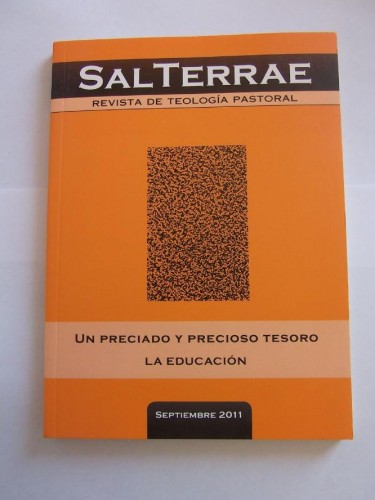 SALTERRAE
REVISTA DE TEOLOGÍA PASTORAL
UN PRECIADO Y PRECIOSO TESORO
LA EDUCACIÓN
SEPTIEMBRE 2011